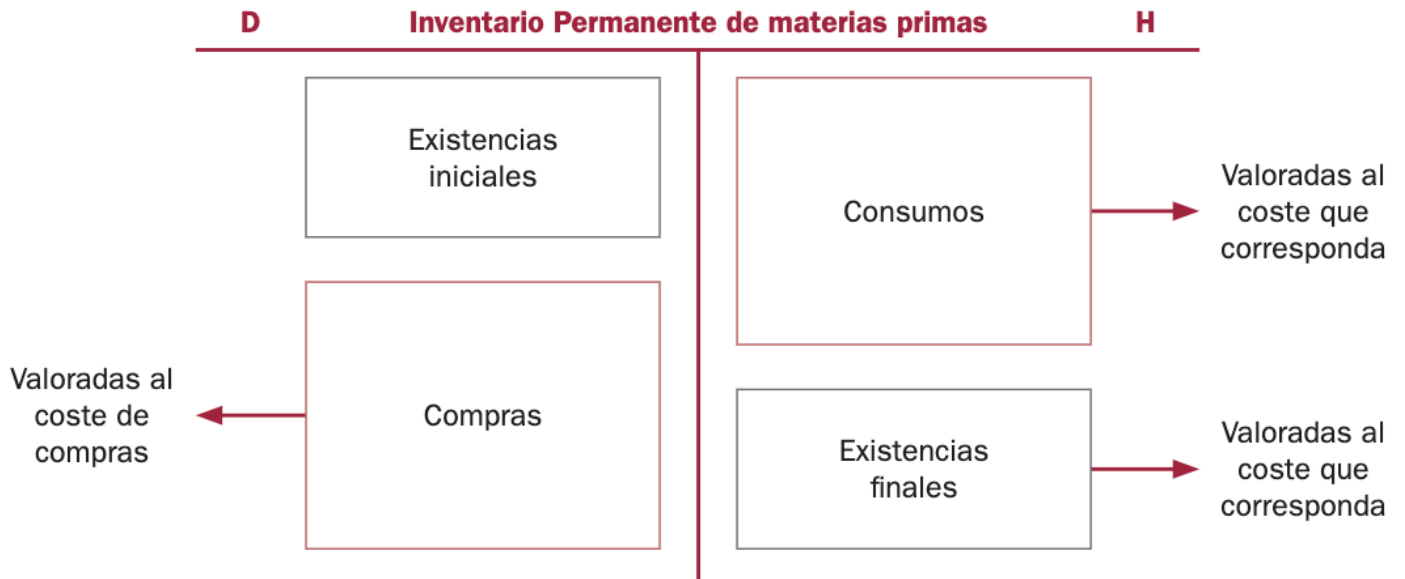 D Inventario Permanente de materias primas H
Existencias
iniciales
Consumos
Valoradas al
coste que
corresponda
Valoradas al
coste de
compras
Compras
Existencias
finales
Valoradas al
coste que
corresponda